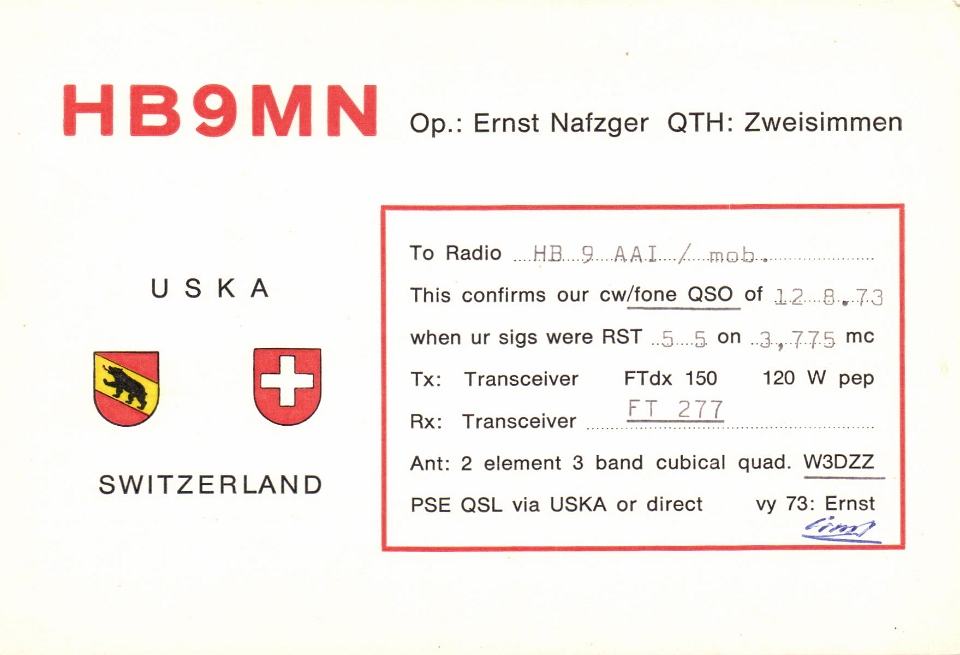 HB9MN Op.: Ernst Nafzger QTH: Zweisimmen
USKA
SWITZERLAND
To Radio HB 9 AAI / mob.
This confirms our cw/fone QSO of 12 8.73
when ur sigs were RST 5 5 on 3,775 mc
Tx: Transceiver FTdx 150 120 W pep
Rx: Transceiver FT 277
Ant: 2 element 3 band cubical quad. W3DZZ
PSE QSL via USKA or direct vy 73: Ernst
Ernst